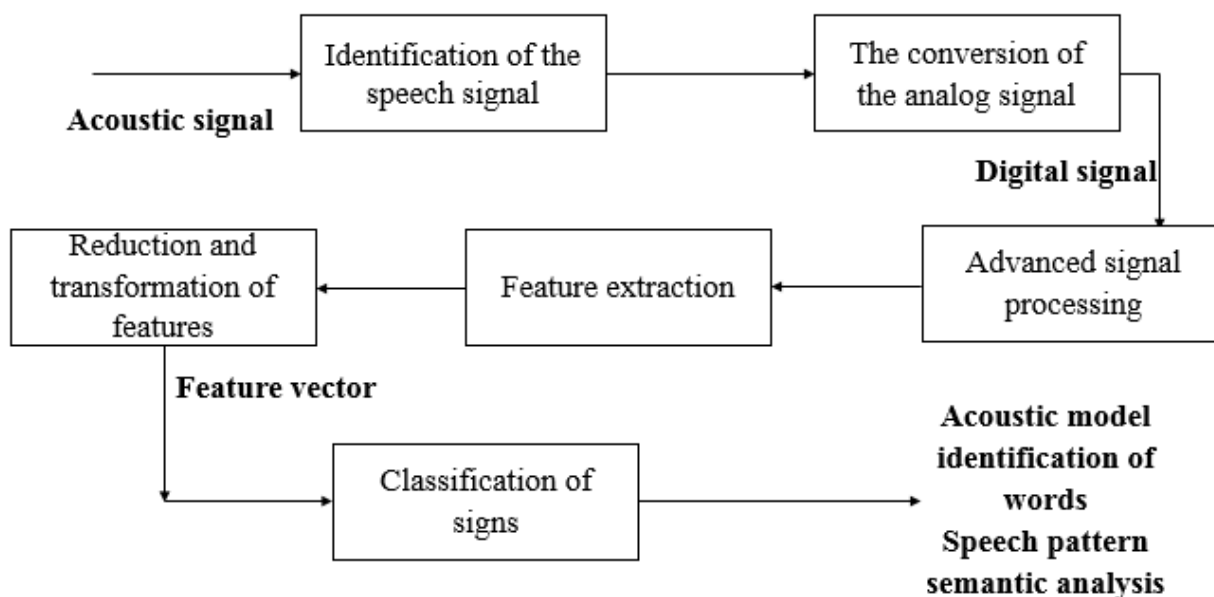 Identification of the
speech signal
The conversion of
the analog signal
Acoustic signal
Digital signal
Advanced signal
processing
Feature extraction
Reduction and
transformation of
features
Feature vector
Classification of
signs
Acoustic model
identification of
words
Speech pattern
semantic analysis